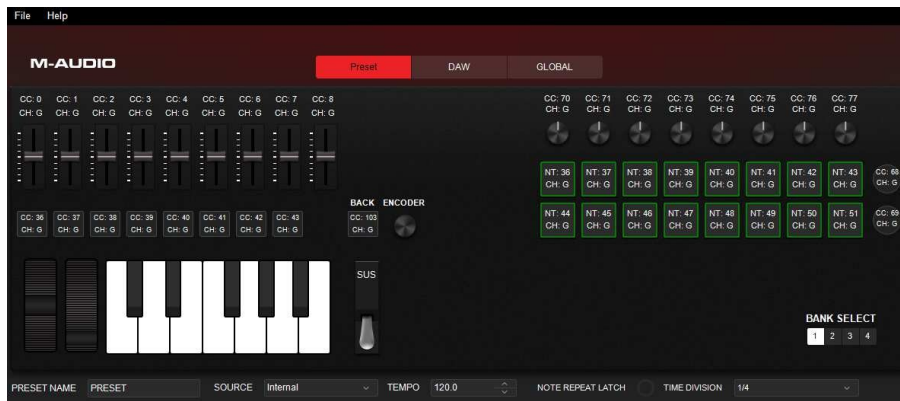 File Help
M-AUDIO
Preset DAW GLOBAL
CC: 0 CC: 1 CC: 2 CC: 3 CC: 4 CC: 5 CC: 6 CC: 7 CC: 8
CH: G CH: G CH: G CH: G CH: G CH: G CH: G CH: G CH: G
CC: 70 CC: 71 CC: 72 CC: 73 CC: 74 CC: 75 CC: 76 CC: 77
CH: G CH: G CH: G CH: G CH: G CH: G CH: G CH: G
NT: 36 NT: 37 NT: 38 NT: 39 NT: 40 NT: 41 NT: 42 NT: 43 CC: 68
CH: G CH: G CH: G CH: G CH: G CH: G CH: G CH: G CH: G
BACK ENCODER
CC: 36 CC: 37 CC: 38 CC: 39 CC: 40 CC: 41 CC: 42 CC: 43 CC: 103
CH: G CH: G CH: G CH: G CH: G CH: G CH: G CH: G CH: G
NT: 44 NT: 45 NT: 46 NT: 47 NT: 48 NT: 49 NT: 50 NT: 51 CC: 69
CH: G CH: G CH: G CH: G CH: G CH: G CH: G CH: G CH: G
SUS
BANK SELECT
1 2 3 4
PRESET NAME PRESET SOURCE Internal TEMPO 120.0 NOTE REPEAT LATCH TIME DIVISION 1/4